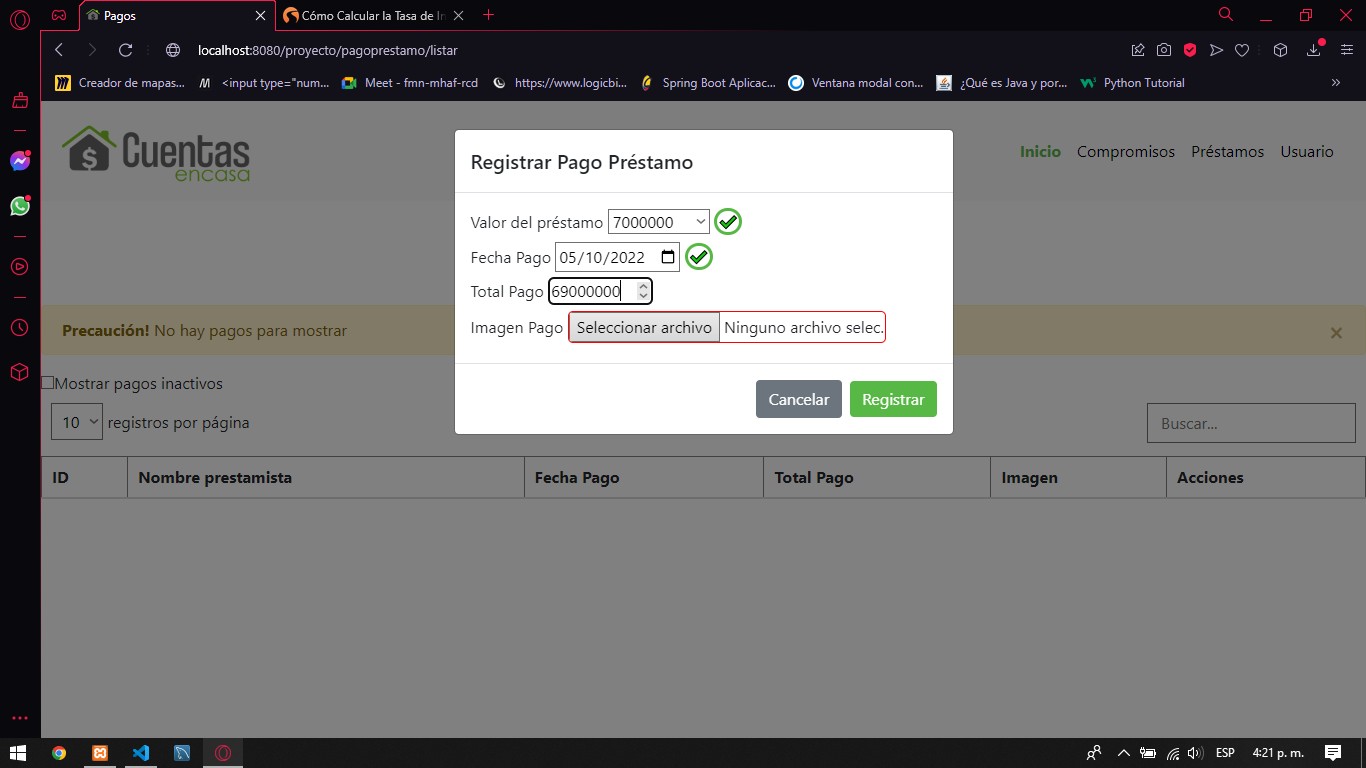 Pagos
Cómo Calcular la Tasa de In
localhost:8080/proyecto/pagoprestamo/listar
Creador de mapas...
<input type="num...
Meet - fmn-mhaf-rcd
https://www.logicbi...
Spring Boot Aplicac...
Ventana modal con...
¿Qué es Java y por...
Python Tutorial
»
Cuentas
encasa
Inicio
Compromisos
Préstamos
Usuario
Registrar Pago Préstamo
Valor del préstamo 7000000
Fecha Pago 05/10/2022
Total Pago 69000000
Imagen Pago Seleccionar archivo Ninguno archivo selec.
Cancelar
Registrar
Precaución! No hay pagos para mostrar
×
Mostrar pagos inactivos
10 registros por página
Buscar...
ID
Nombre prestamista
Fecha Pago
Total Pago
Imagen
Acciones
ESP
4:21 p. m.